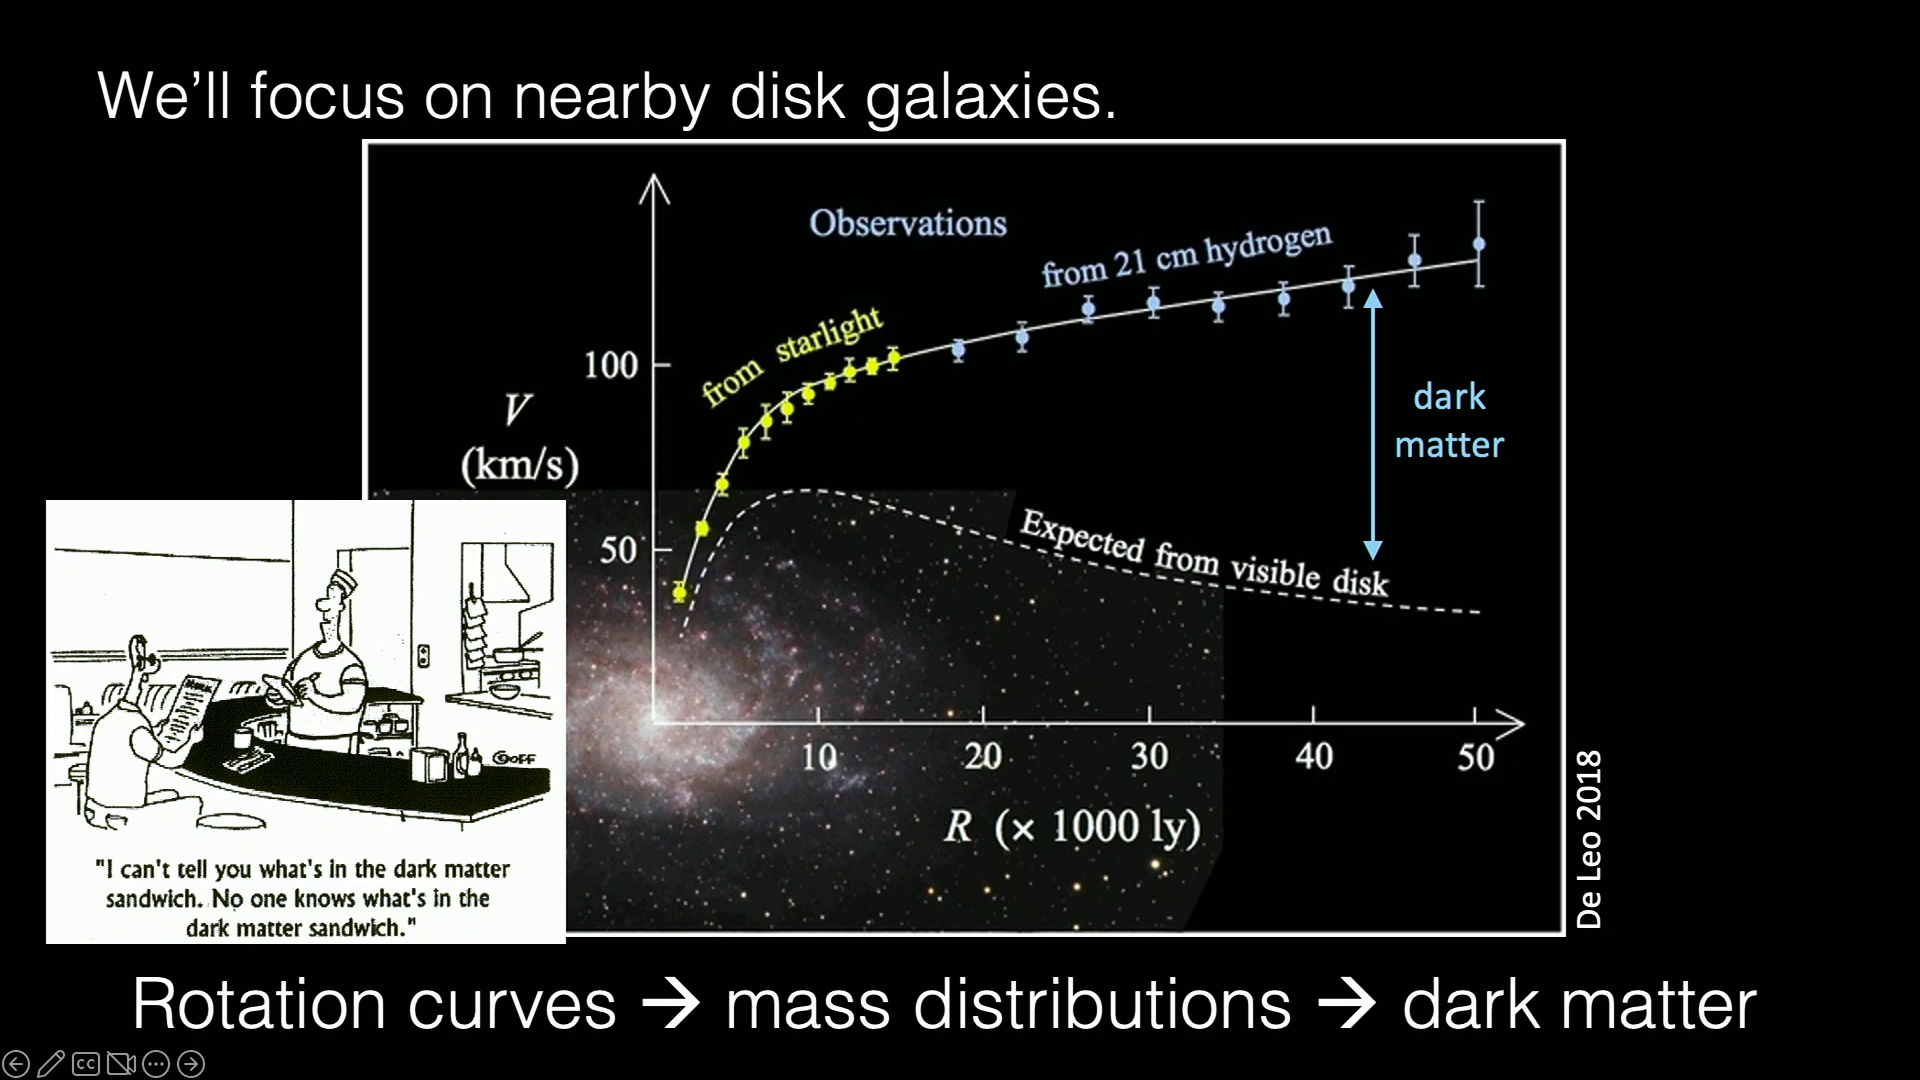 We'll focus on nearby disk galaxies.
Observations
from 21 cm hydrogen
from starlight
100
V
(km/s)
50
dark
matter
Expected from visible disk
10
20
30
40
50
R (× 1000 ly)
De Leo 2018
GOFF
"I can't tell you what's in the dark matter
sandwich. No one knows what's in the
dark matter sandwich."
Rotation curves → mass distributions → dark matter
CC